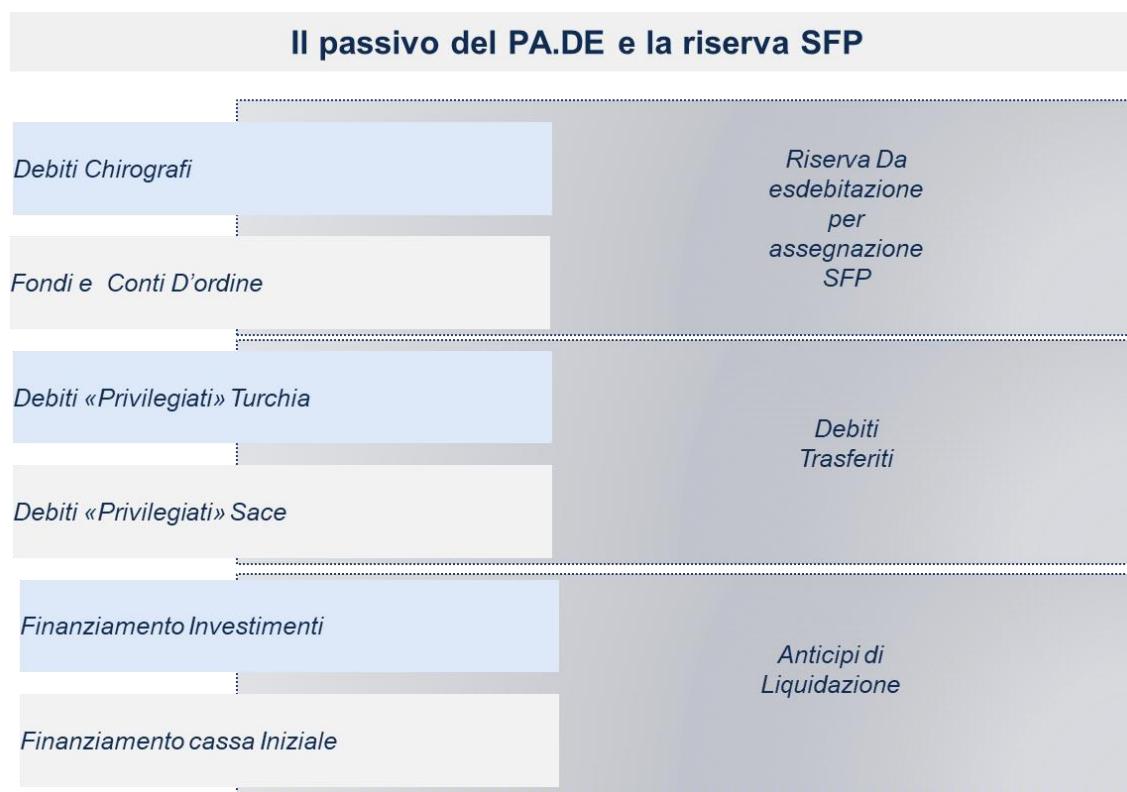 Il passivo del PA.DE e la riserva SFP
Debiti Chirografi
Fondi e Conti D’ordine
Riserva Da
esdebitazione
per
assegnazione
SFP
Debiti «Privilegiati» Turchia
Debiti «Privilegiati» Sace
Debiti
Trasferiti
Finanziamento Investimenti
Finanziamento cassa Iniziale
Anticipi di
Liquidazione